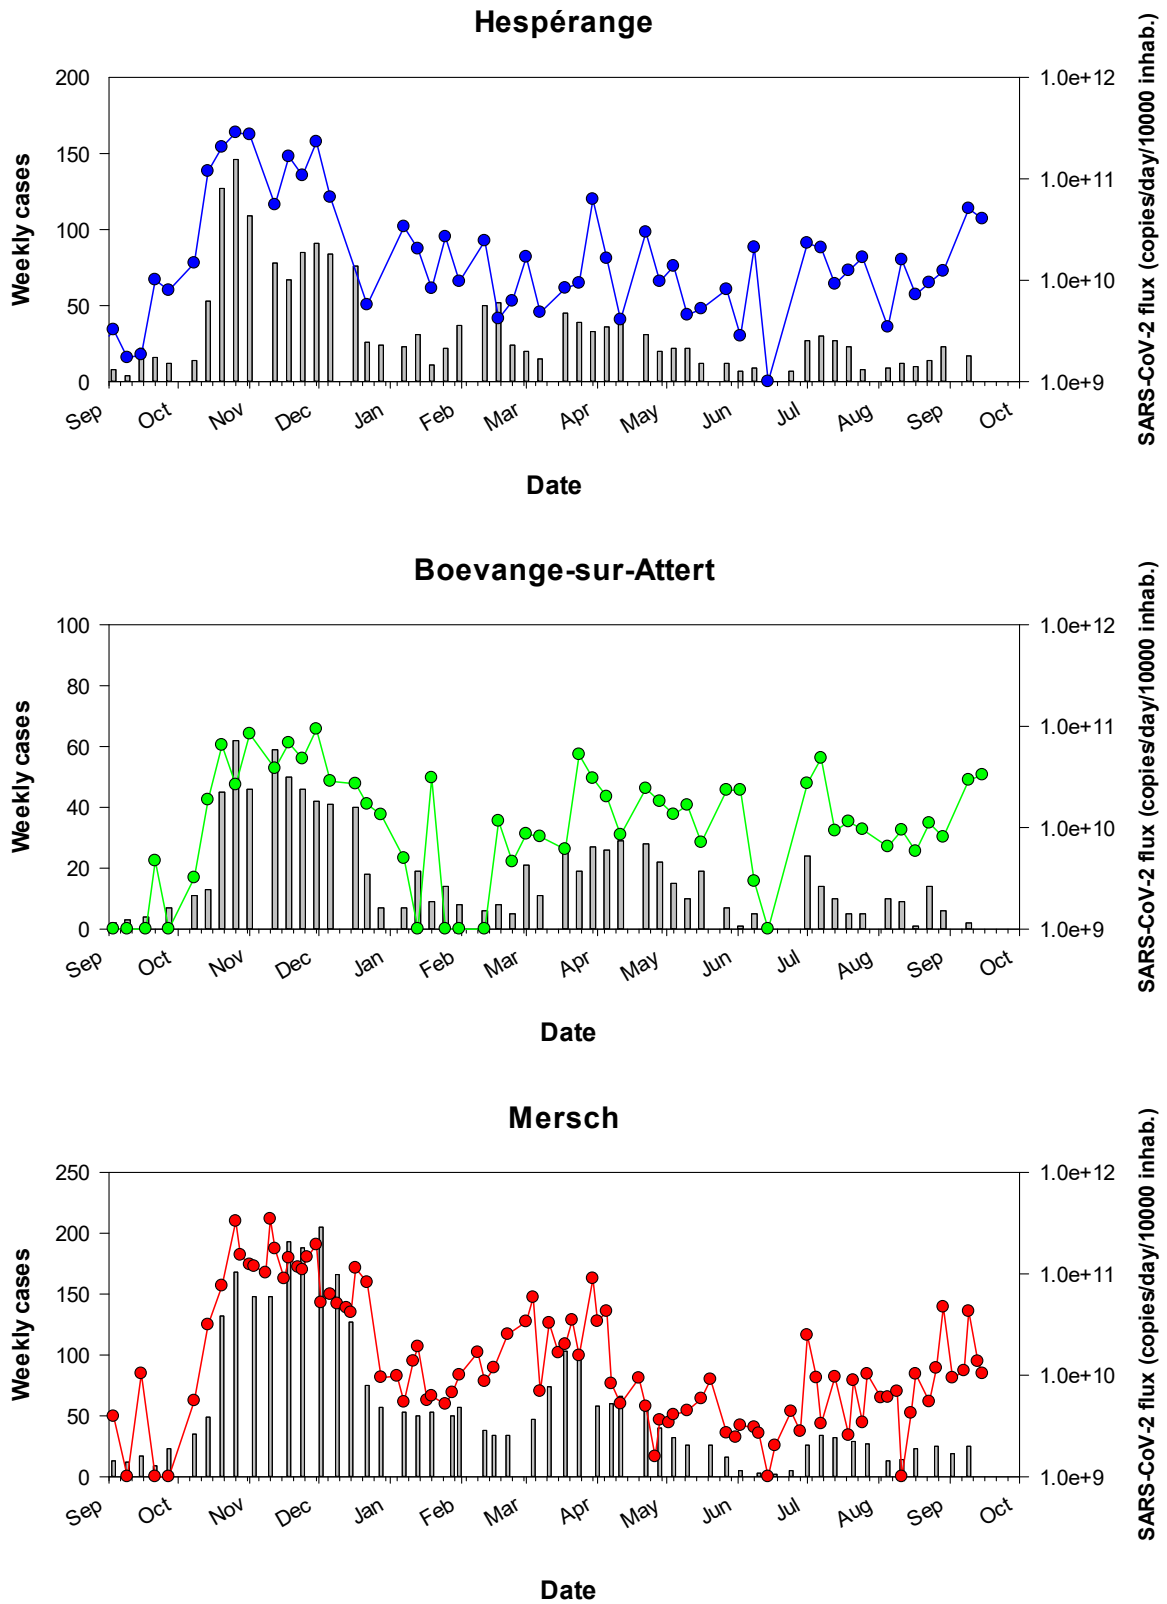 Hespérange
200
150
100
50
0
Weekly cases
1.0e+12
1.0e+11
1.0e+10
1.0e+9
SARS-CoV-2 flux (copies/day/10000 inhab.)
Sep Oct Nov Dec Jan Feb Mar Apr May Jun Jul Aug Sep Oct
Date
Boevange-sur-Attert
100
80
60
40
20
0
Weekly cases
1.0e+12
1.0e+11
1.0e+10
1.0e+9
SARS-CoV-2 flux (copies/day/10000 inhab.)
Sep Oct Nov Dec Jan Feb Mar Apr May Jun Jul Aug Sep Oct
Date
Mersch
250
200
150
100
50
0
Weekly cases
1.0e+12
1.0e+11
1.0e+10
1.0e+9
SARS-CoV-2 flux (copies/day/10000 inhab.)
Sep Oct Nov Dec Jan Feb Mar Apr May Jun Jul Aug Sep Oct
Date